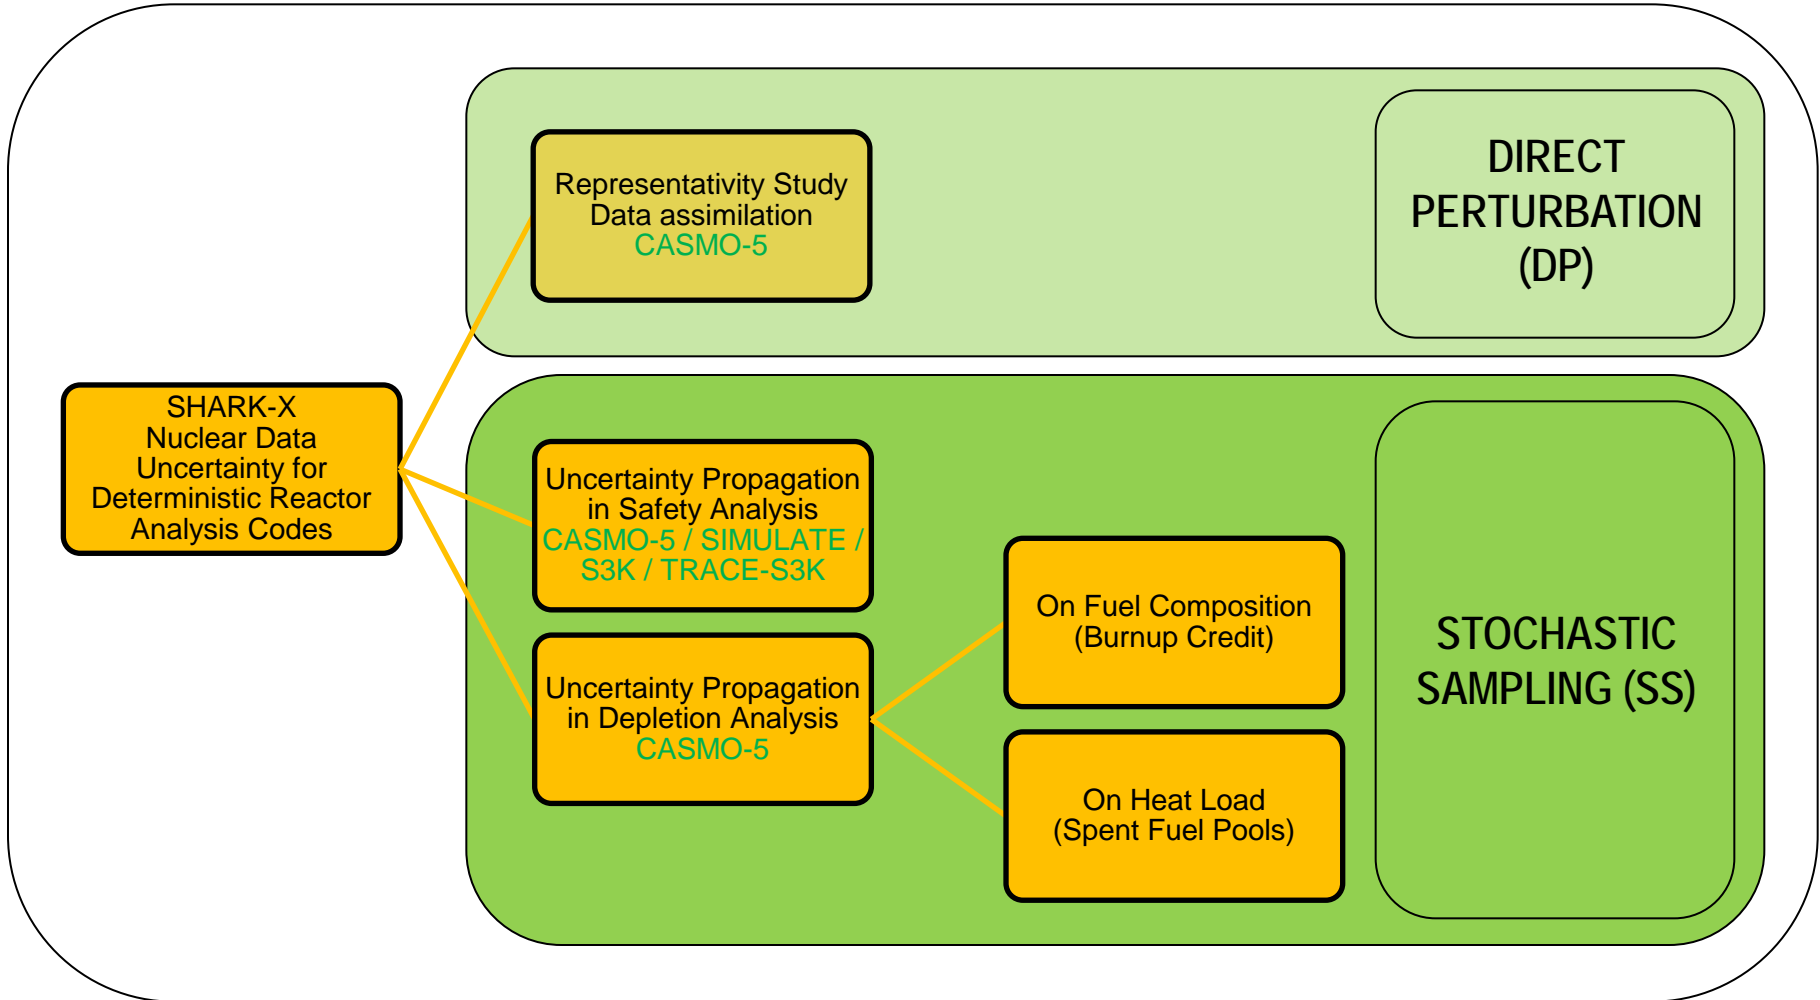 Representativity Study
Data assimilation
CASMO-5
DIRECT
PERTURBATION
(DP)
SHARK-X
Nuclear Data
Uncertainty for
Deterministic Reactor
Analysis Codes
Uncertainty Propagation
in Safety Analysis
CASMO-5 / SIMULATE /
S3K / TRACE-S3K
Uncertainty Propagation
in Depletion Analysis
CASMO-5
On Fuel Composition
(Burnup Credit)
On Heat Load
(Spent Fuel Pools)
STOCHASTIC
SAMPLING (SS)